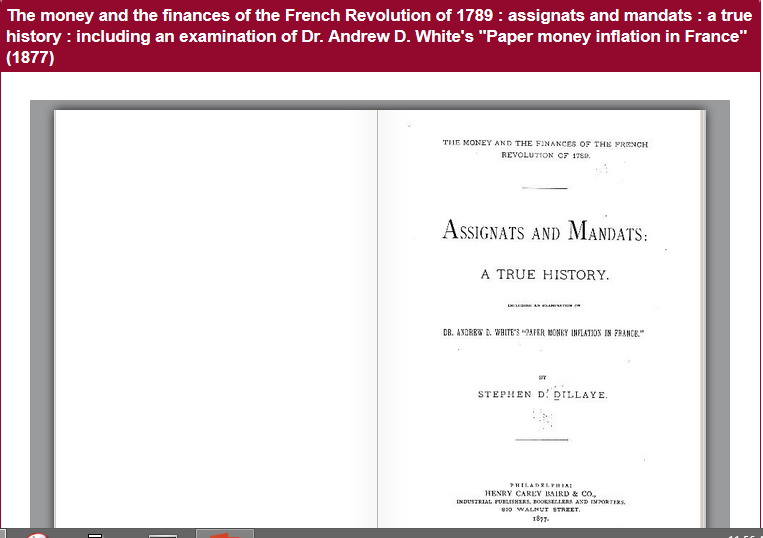 The money and the finances of the French Revolution of 1789 : assignats and mandats : a true
history : including an examination of Dr. Andrew D. White's "Paper money inflation in France"
(1877)
THE MONEY AND THE FINANCES OF THE FRENCH
REVOLUTION OF 1789.
ASSIGNATS AND MANDATS:
A TRUE HISTORY.
INCLUDING AN EXAMINATION OF
DR. ANDREW D. WHITE'S "PAPER MONEY INFLATION IN FRANCE."
BY
STEPHEN D. DILLAYE.
PHILADELPHIA:
HENRY CAREY BAIRD & CO.,
INDUSTRIAL PUBLISHERS, BOOKSELLERS AND IMPORTERS,
810 WALNUT STREET.
1877.